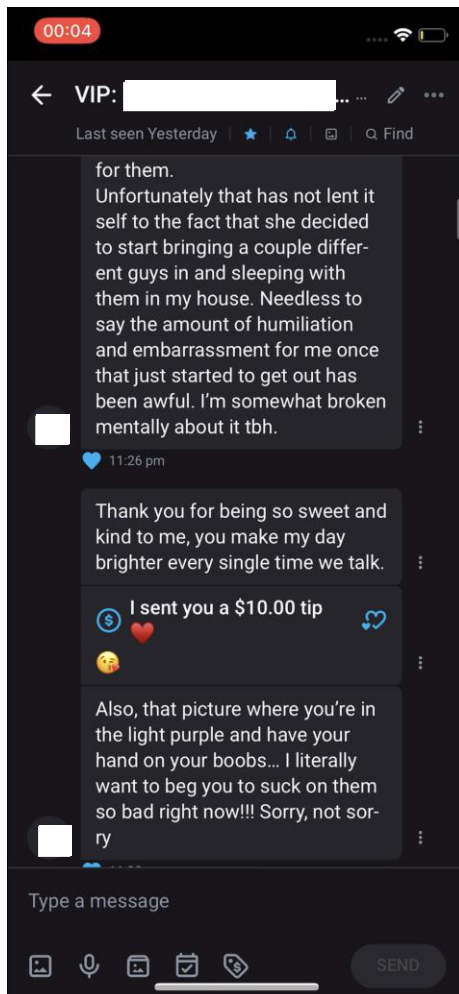 00:04
VIP:
... ...
Last seen Yesterday
Find
for them.
Unfortunately that has not lent it
self to the fact that she decided
to start bringing a couple differ-
ent guys in and sleeping with
them in my house. Needless to
say the amount of humiliation
and embarrassment for me once
that just started to get out has
been awful. I’m somewhat broken
mentally about it tbh.
11:26 pm
Thank you for being so sweet and
kind to me, you make my day
brighter every single time we talk.
I sent you a $10.00 tip
Also, that picture where you’re in
the light purple and have your
hand on your boobs... I literally
want to beg you to suck on them
so bad right now!!! Sorry, not sor-
ry
Type a message
SEND